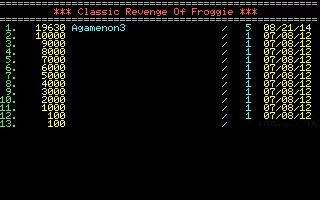 *** Classic Revenge Of Froggie ***
1. 19630 Agamenon3 / 5 08/21/14
2. 10000 / 1 07/08/12
3. 9000 / 1 07/08/12
4. 8000 / 1 07/08/12
5. 7000 / 1 07/08/12
6. 6000 / 1 07/08/12
7. 5000 / 1 07/08/12
8. 4000 / 1 07/08/12
9. 3000 / 1 07/08/12
10. 2000 / 1 07/08/12
11. 1000 / 1 07/08/12
12. 100 / 1 07/08/12
13. 100 /